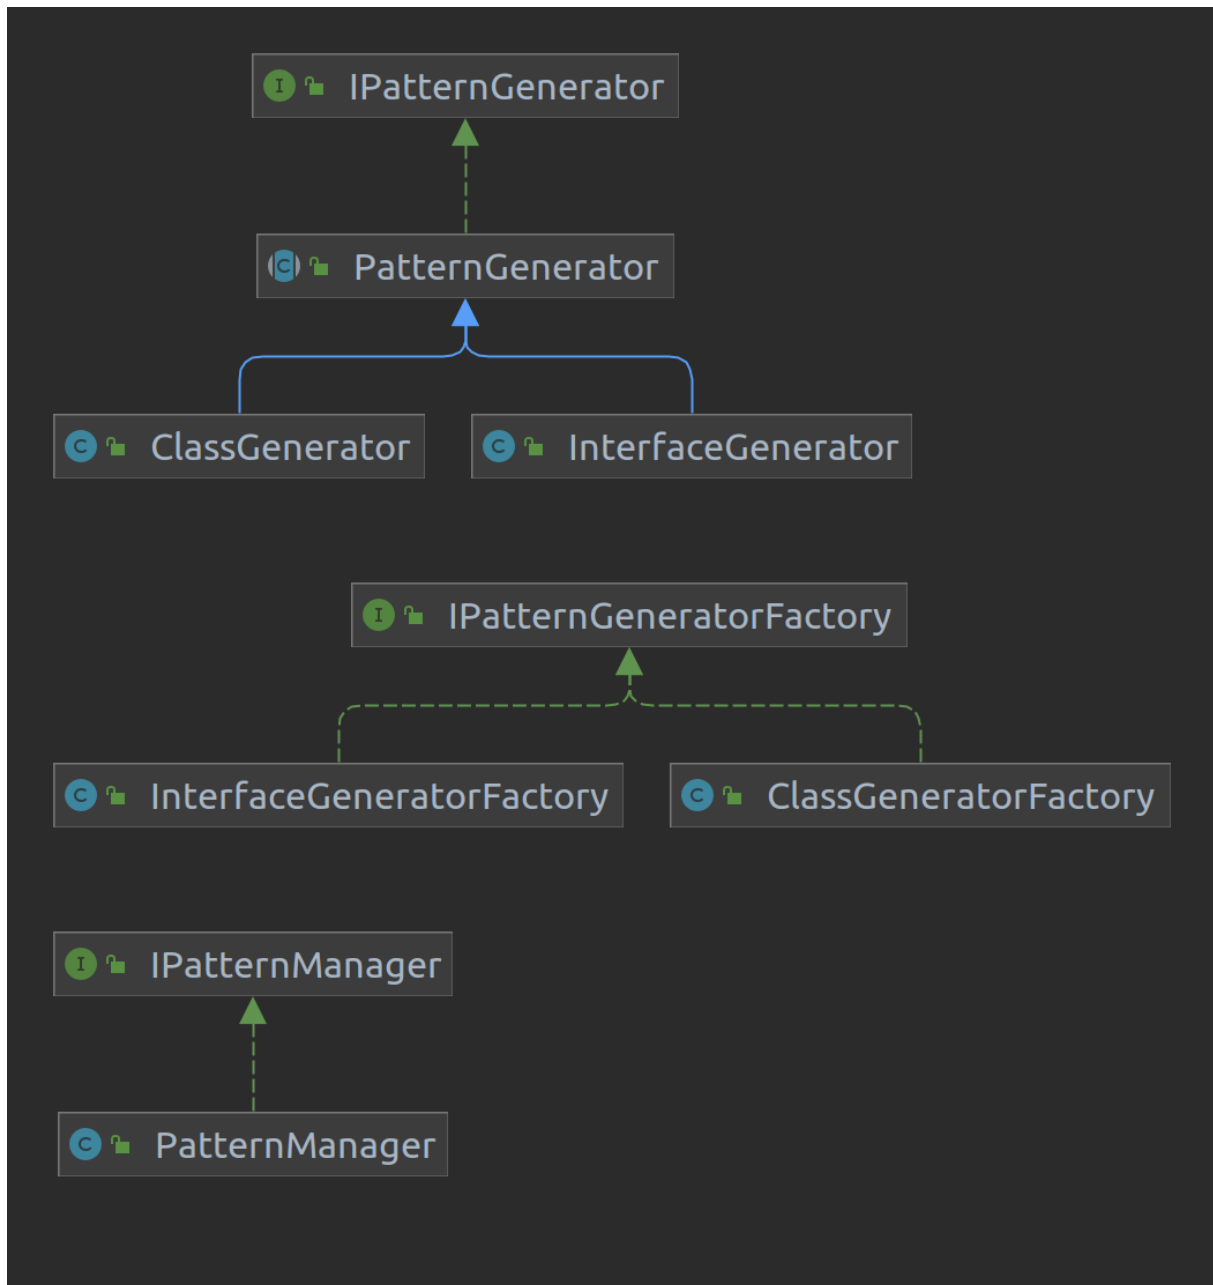 I IPatternGenerator
C PatternGenerator
C ClassGenerator C InterfaceGenerator
I IPatternGeneratorFactory
C InterfaceGeneratorFactory C ClassGeneratorFactory
I IPatternManager
C PatternManager